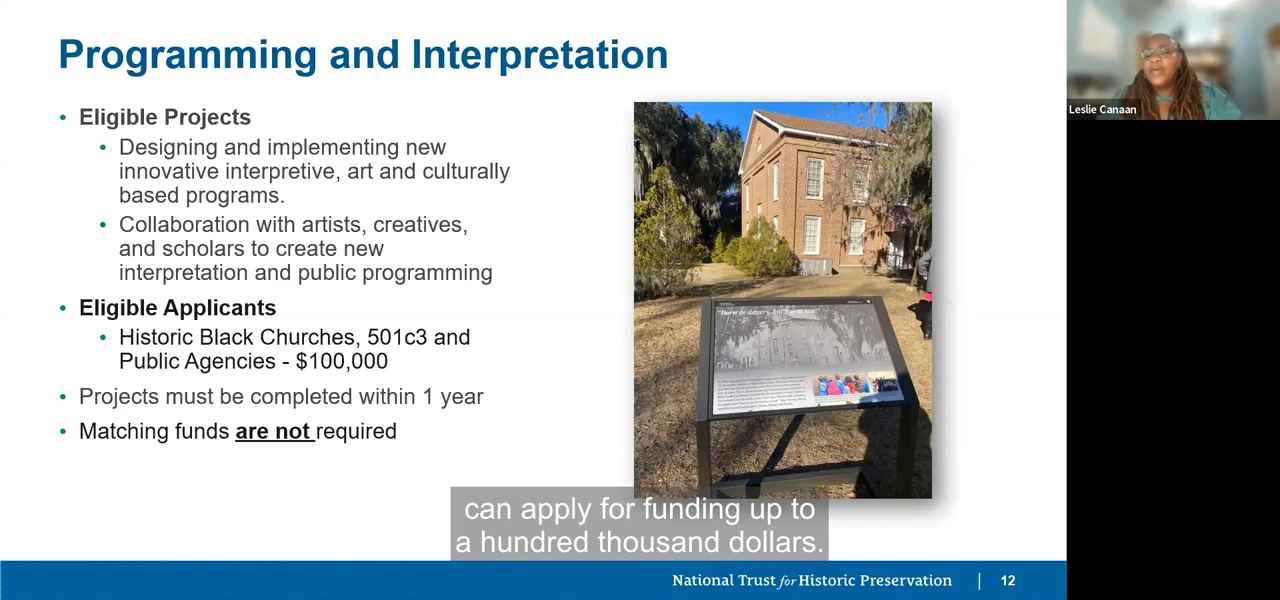 Programming and Interpretation
Leslie Canaan
• Eligible Projects
• Designing and implementing new
innovative interpretive, art and culturally
based programs.
• Collaboration with artists, creatives,
and scholars to create new
interpretation and public programming
• Eligible Applicants
• Historic Black Churches, 501c3 and
Public Agencies - $100,000
• Projects must be completed within 1 year
• Matching funds are not required
can apply for funding up to
a hundred thousand dollars.
National Trust for Historic Preservation | 12